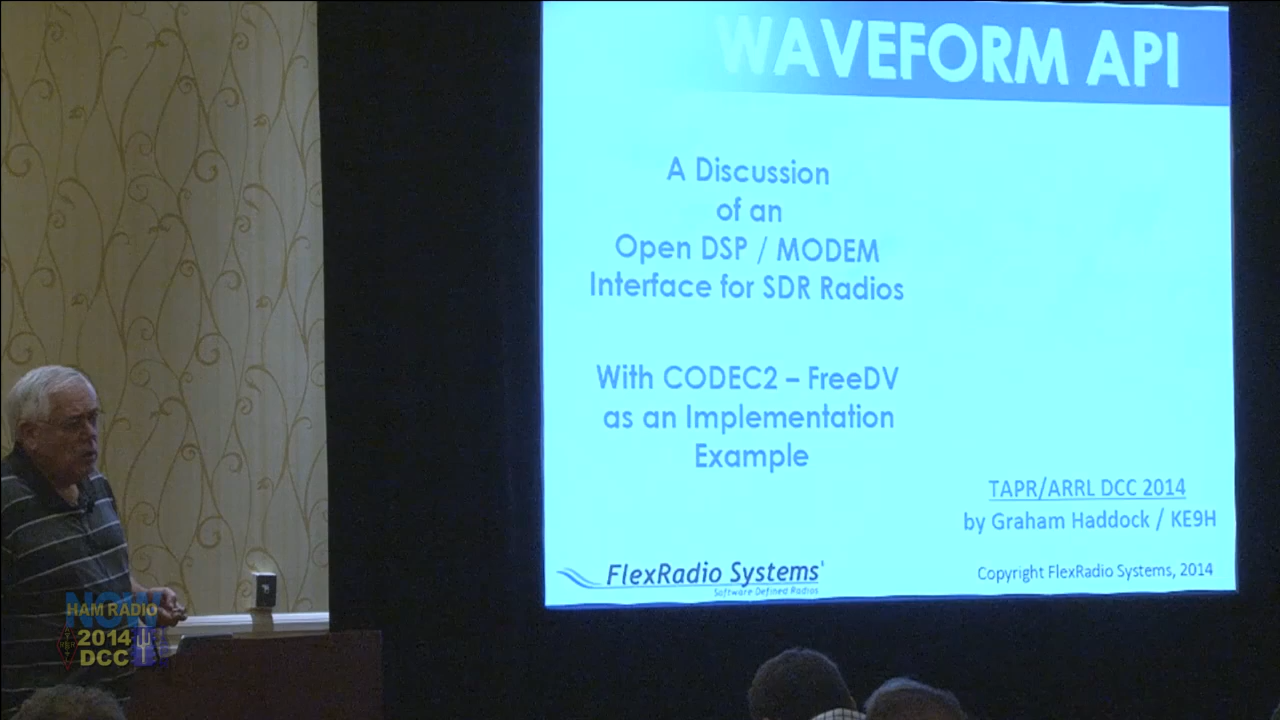 WAVEFORM API
A Discussion
of an
Open DSP / MODEM
Interface for SDR Radios
With CODEC2 – FreeDV
as an Implementation
Example
TAPR/ARRL DCC 2014
by Graham Haddock / KE9H
FlexRadio Systems'
Software Defined Radios
Copyright FlexRadio Systems, 2014
NOW
HAM RADIO
2014
DCC